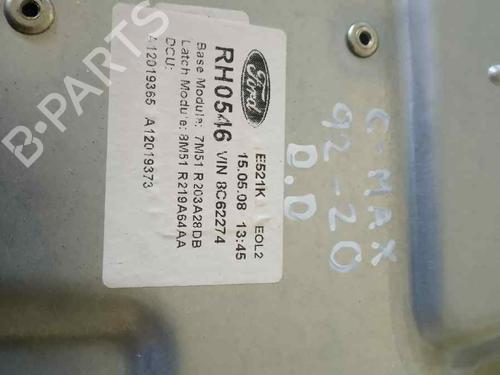 B-PARTS
Ford
E521K EOL2
15.05.08 13:45
RH0546 VIN 8C62274
Base Module: 7M51 R203A28DB
Latch Module: 8M51 R219A64AA
DCU:
A12019365 A12019373
C-MAX
92-20
D.D